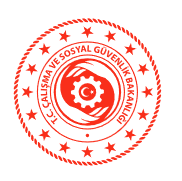 T.C. ÇALIŞMA VE SOSYAL GÜVENLİK BAKANLIĞI